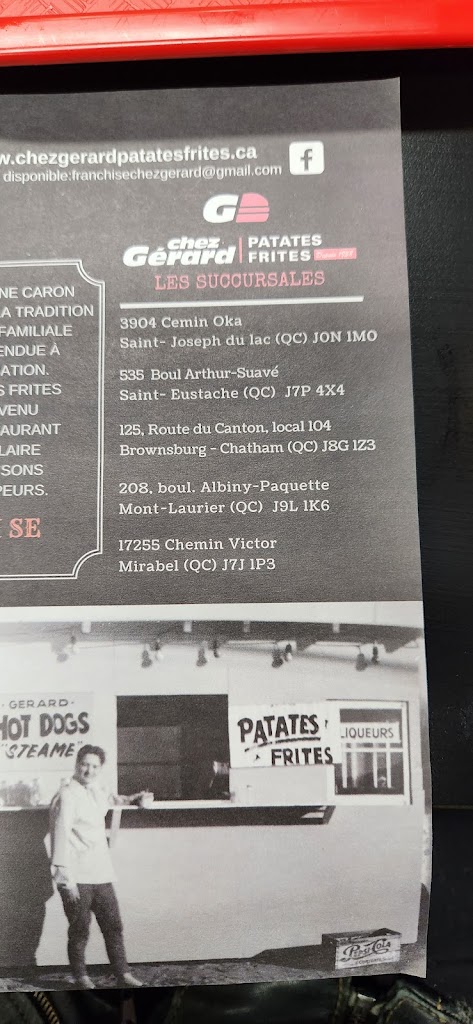 w.chezgerardpatatesfrites.ca
disponible:franchisechezgerard@gmail.com
chez Gérard PATATES FRITES
LES SUCCURSALES
3904 Cemin Oka
Saint- Joseph du lac (QC) J0N 1M0
535 Boul Arthur-Suavé
Saint- Eustache (QC) J7P 4X4
125, Route du Canton, local 104
Brownsburg - Chatham (QC) J8G 1Z3
208, boul. Albiny-Paquette
Mont-Laurier (QC) J9L 1K6
17255 Chemin Victor
Mirabel (QC) J7J 1P3
NE CARON
LA TRADITION
FAMILIALE
ENDUE À
ATION.
S FRITES
VENU
AURANT
LAIRE
SONS
PEURS.
SE
· GERARD ·
HOT DOGS
"STEAME"
PATATES
FRITES
LIQUEURS
Pepsi-Cola